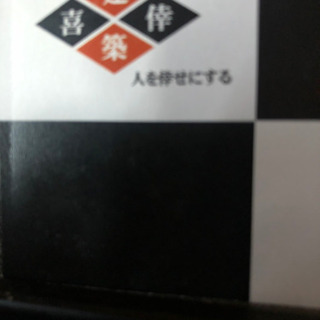 喜 倖
築
人を倖せにする